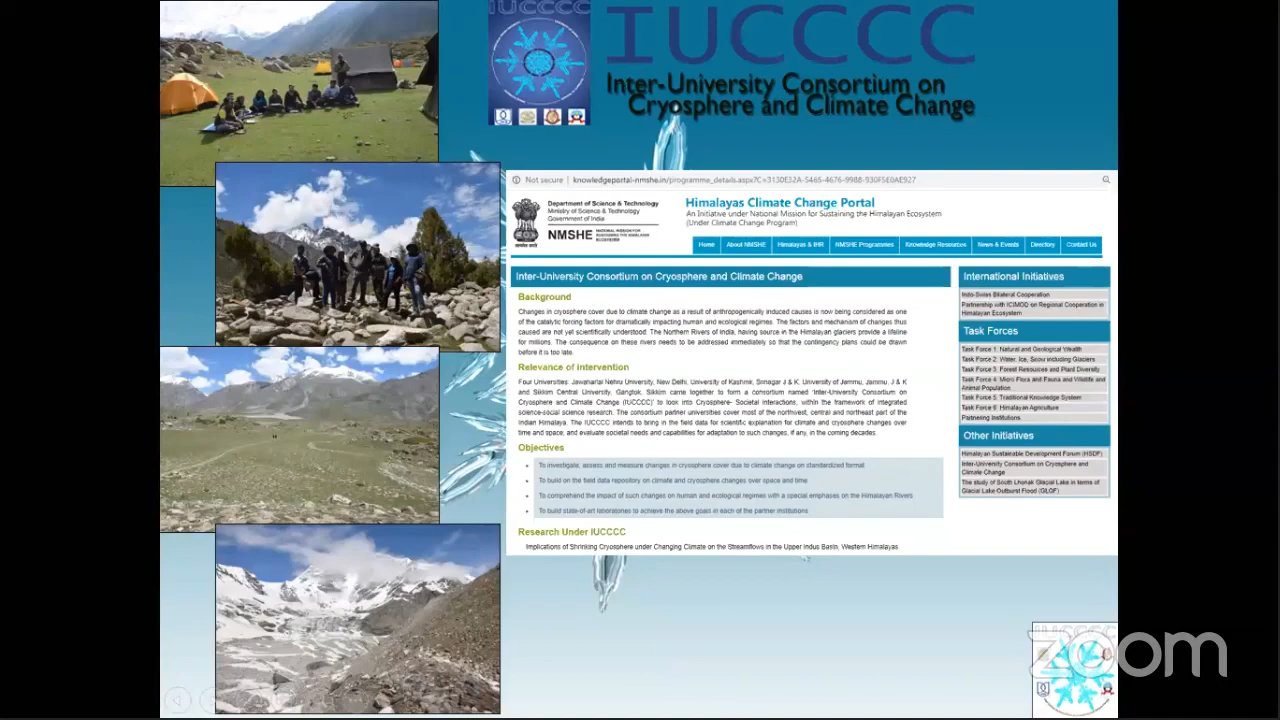 IUCCCC
IUCCCC
Inter-University Consortium on
Cryosphere and Climate Change
Not secure | knowledgeportal-nmshe.in/programme_details.aspx?C=3130E32A-5465-4676-9988-930F5E0AE927
Department of Science & Technology
Ministry of Science & Technology
Government of India
NMSHE
NATIONAL MISSION FOR
SUSTAINING THE HIMALAYAN
ECOSYSTEM
Himalayas Climate Change Portal
An Initiative under National Mission for Sustaining the Himalayan Ecosystem
(Under Climate Change Program)
Home About NMSHE Himalayas & IHR NMSHE Programmes Knowledge Resources News & Events Directory Contact Us
Inter-University Consortium on Cryosphere and Climate Change
Background
Changes in cryosphere cover due to climate change as a result of anthropogenically induced causes is now being considered as one
of the catalytic forcing factors for dramatically impacting human and ecological regimes. The factors and mechanism of changes thus
caused are not yet scientifically understood. The Northern Rivers of India, having source in the Himalayan glaciers provide a lifeline
for millions. The consequence on these rivers needs to be addressed immediately so that the contingency plans could be drawn
before it is too late.
Relevance of intervention
Four Universities: Jawaharlal Nehru University, New Delhi, University of Kashmir, Srinagar J & K, University of Jammu, Jammu, J & K
and Sikkim Central University, Gangtok, Sikkim came together to form a consortium named 'Inter-University Consortium on
Cryosphere and Climate Change (IUCCCC)' to look into Cryosphere- Societal interactions, within the framework of integrated
science-social science research. The consortium partner universities cover most of the northwest, central and northeast part of the
Indian Himalaya. The IUCCCC intends to bring in the field data for scientific explanation for climate and cryosphere changes over
time and space, and evaluate societal needs and capabilities for adaptation to such changes, if any, in the coming decades.
Objectives
• To investigate, assess and measure changes in cryosphere cover due to climate change on standardized format
• To build on the field data repository on climate and cryosphere changes over space and time
• To comprehend the impact of such changes on human and ecological regimes with a special emphases on the Himalayan Rivers
• To build state-of-art laboratories to achieve the above goals in each of the partner institutions
Research Under IUCCCC
Implications of Shrinking Cryosphere under Changing Climate on the Streamflows in the Upper Indus Basin, Western Himalayas
International Initiatives
Indo-Swiss Bilateral Cooperation
Partnership with ICIMOD on Regional Cooperation in
Himalayan Ecosystem
Task Forces
Task Force 1: Natural and Geological Wealth
Task Force 2: Water, Ice, Snow including Glaciers
Task Force 3: Forest Resources and Plant Diversity
Task Force 4: Micro Flora and Fauna and Wildlife and
Animal Population
Task Force 5: Traditional Knowledge System
Task Force 6: Himalayan Agriculture
Partnering Institutions
Other Initiatives
Himalayan Sustainable Development Forum (HSDF)
Inter-University Consortium on Cryosphere and
Climate Change
The study of South Lhonak Glacial Lake in terms of
Glacial Lake Outburst Flood (GLOF)
IUCCCC
zoom